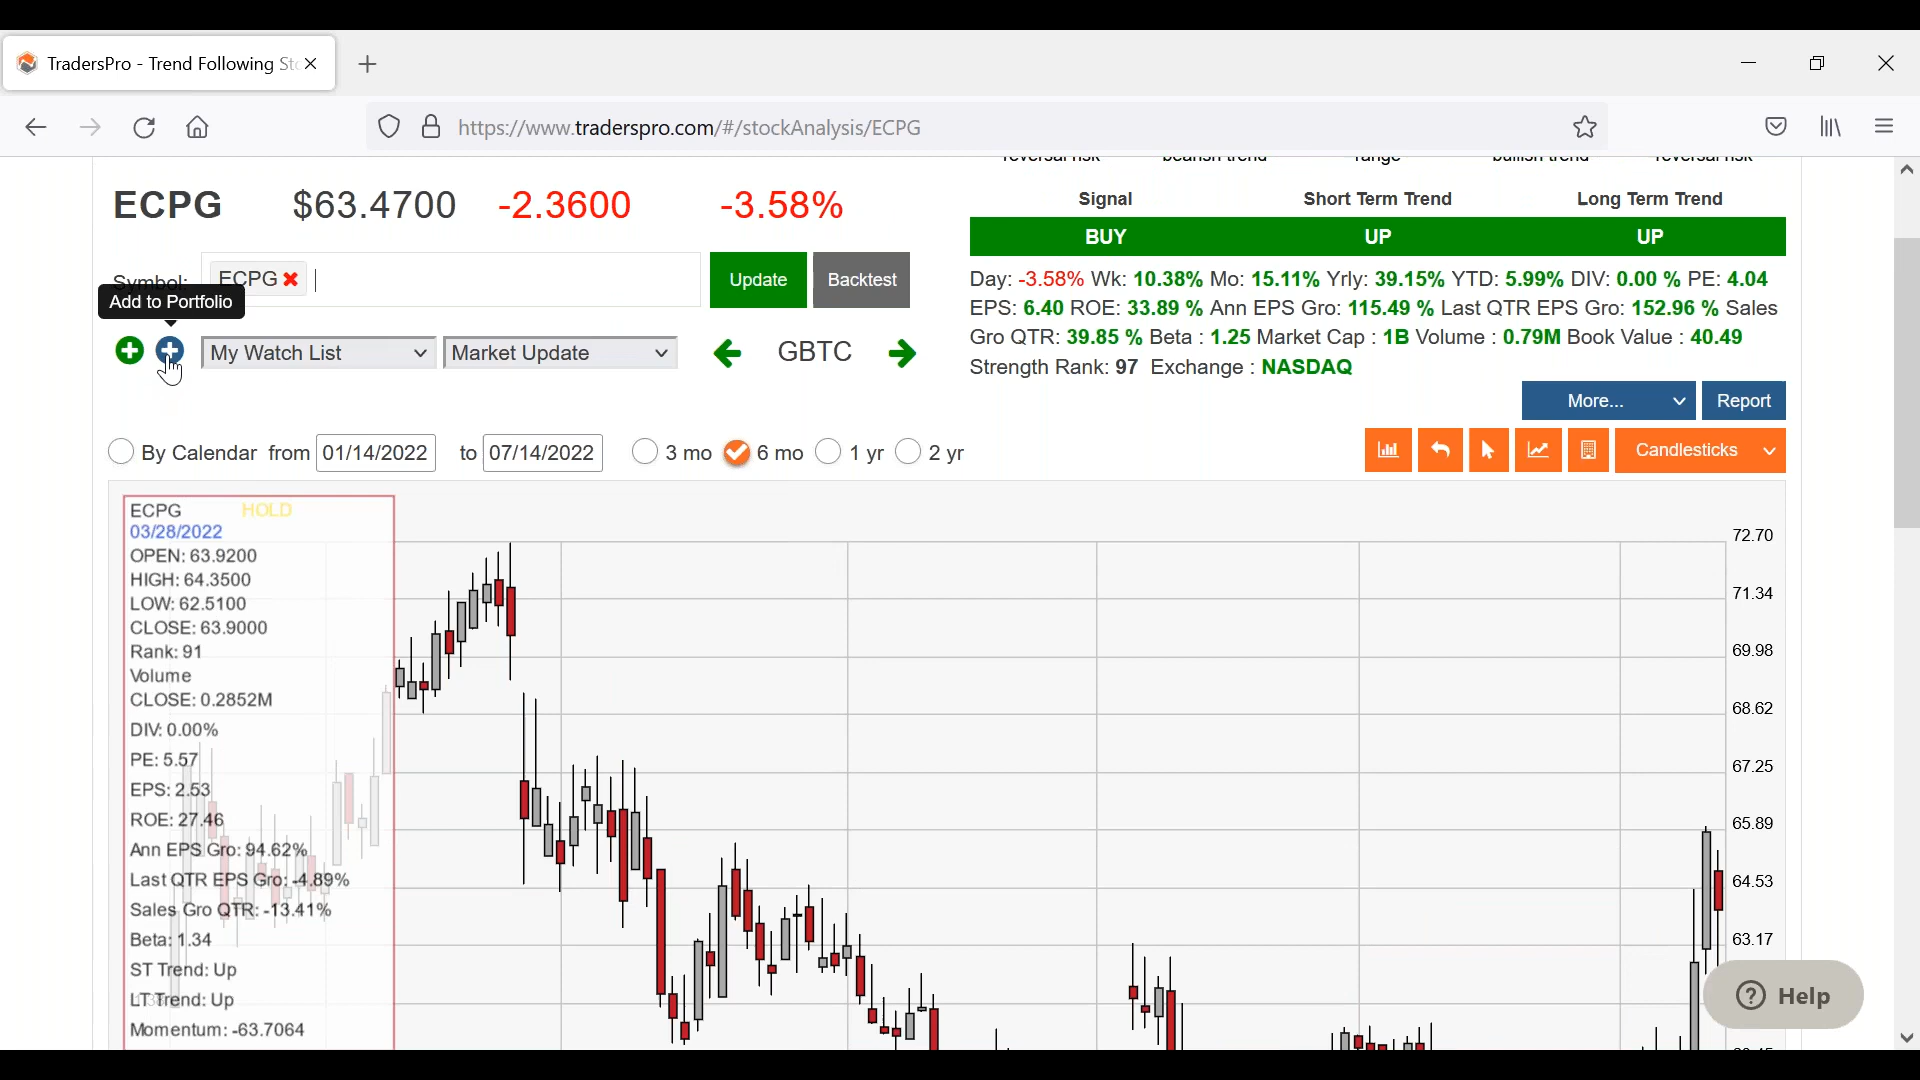 TradersPro - Trend Following Sto
https://www.traderspro.com/#/stockAnalysis/ECPG
reversal risk bearish trend range bullish trend reversal risk
ECPG $63.4700 -2.3600 -3.58%
Signal Short Term Trend Long Term Trend
BUY UP UP
Symbol: ECPG
Update Backtest
Add to Portfolio
My Watch List Market Update GBTC
Day: -3.58% Wk: 10.38% Mo: 15.11% Yrly: 39.15% YTD: 5.99% DIV: 0.00 % PE: 4.04
EPS: 6.40 ROE: 33.89 % Ann EPS Gro: 115.49 % Last QTR EPS Gro: 152.96 % Sales
Gro QTR: 39.85 % Beta : 1.25 Market Cap : 1B Volume : 0.79M Book Value : 40.49
Strength Rank: 97 Exchange : NASDAQ
More... Report
By Calendar from 01/14/2022 to 07/14/2022 3 mo 6 mo 1 yr 2 yr
Candlesticks
ECPG HOLD
03/28/2022
OPEN: 63.9200
HIGH: 64.3500
LOW: 62.5100
CLOSE: 63.9000
Rank: 91
Volume
CLOSE: 0.2852M
DIV: 0.00%
PE: 5.57
EPS: 2.53
ROE: 27.46
Ann EPS Gro: 94.62%
Last QTR EPS Gro: -4.89%
Sales Gro QTR: -13.41%
Beta: 1.34
ST Trend: Up
LT Trend: Up
Momentum: -63.7064
72.70
71.34
69.98
68.62
67.25
65.89
64.53
63.17
Help